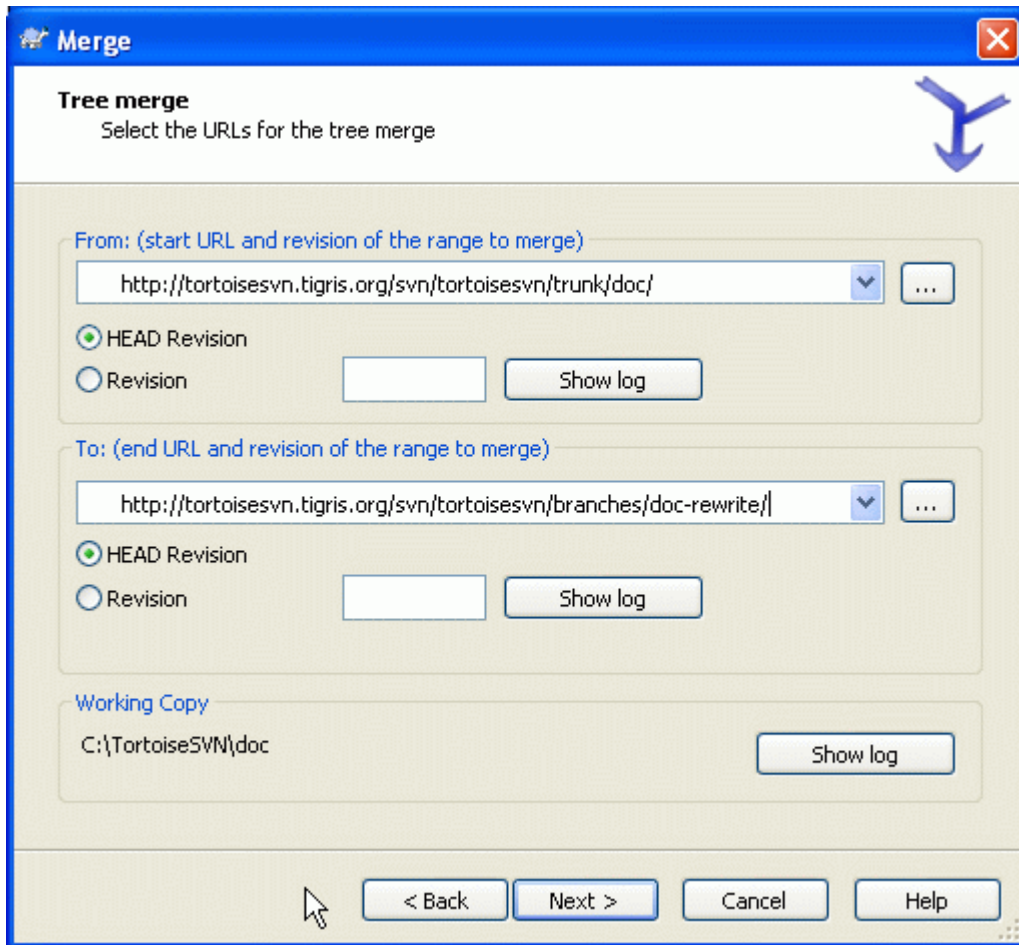 Merge
Tree merge
Select the URLs for the tree merge
From: (start URL and revision of the range to merge)
http://tortoisesvn.tigris.org/svn/tortoisesvn/trunk/doc/
...
HEAD Revision
Revision
Show log
To: (end URL and revision of the range to merge)
http://tortoisesvn.tigris.org/svn/tortoisesvn/branches/doc-rewrite/
...
HEAD Revision
Revision
Show log
Working Copy
C:\TortoiseSVN\doc
Show log
< Back
Next >
Cancel
Help